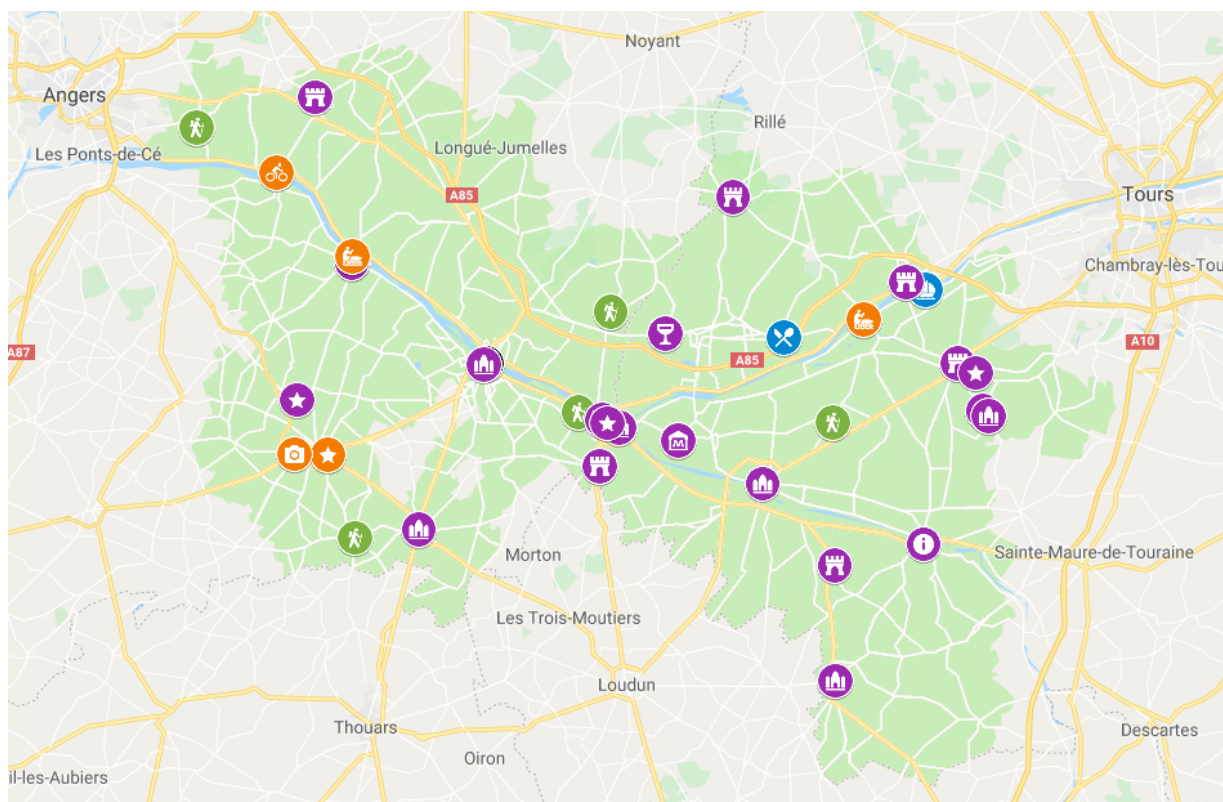 Noyant
Angers
Rillé
Les Ponts-de-Cé
Longué-Jumelles
A85
Tours
Chambray-lès-Tou
A87
A85
A10
M
i
Morton
Sainte-Maure-de-Touraine
Les Trois-Moutiers
Loudun
Thouars
Descartes
Oiron
il-les-Aubiers